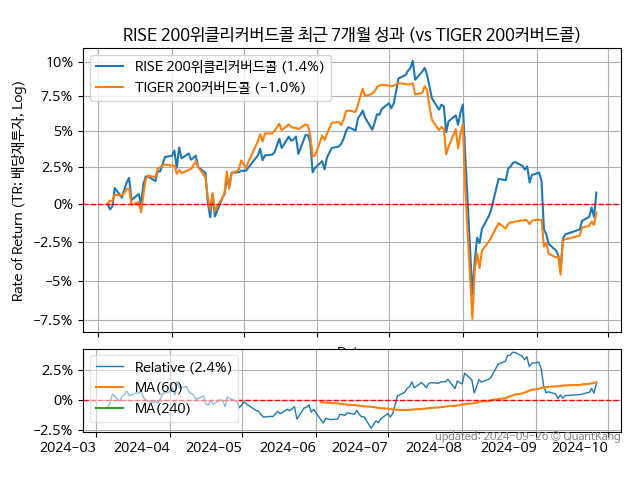 RISE 200위클리커버드콜 최근 7개월 성과 (vs TIGER 200커버드콜)
Rate of Return (TR: 배당재투자, Log)
10%
7.5%
5%
2.5%
0%
−2.5%
−5%
−7.5%
RISE 200위클리커버드콜 (1.4%)
TIGER 200커버드콜 (−1.0%)
2.5%
0%
−2.5%
Relative (2.4%)
MA(60)
MA(240)
updated: 2024-09-26 © QuantKang
2024-03
2024-04
2024-05
2024-06
2024-07
2024-08
2024-09
2024-10